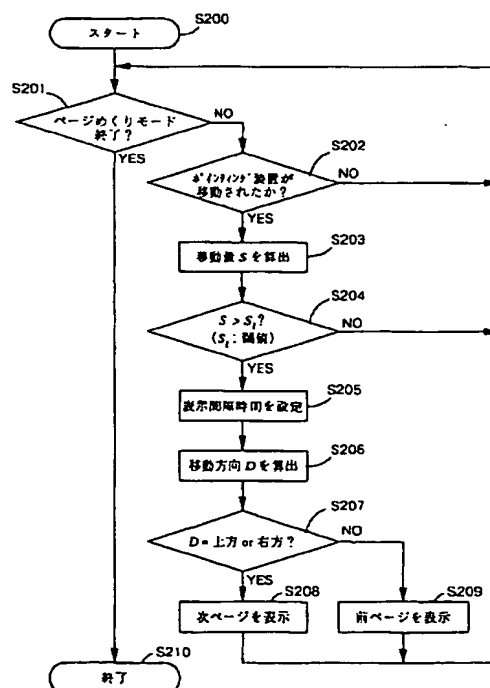 S200
スタート
S201
ページめくりモード
終了?
NO
YES
S202
ポインティング装置が
移動されたか?
NO
YES
S203
移動量Sを算出
S204
S > St?
(St:閾値)
NO
YES
S205
表示間隔時間を設定
S206
移動方向Dを算出
S207
D=上方 or 右方?
NO
YES
S208
次ページを表示
S209
前ページを表示
S210
終了